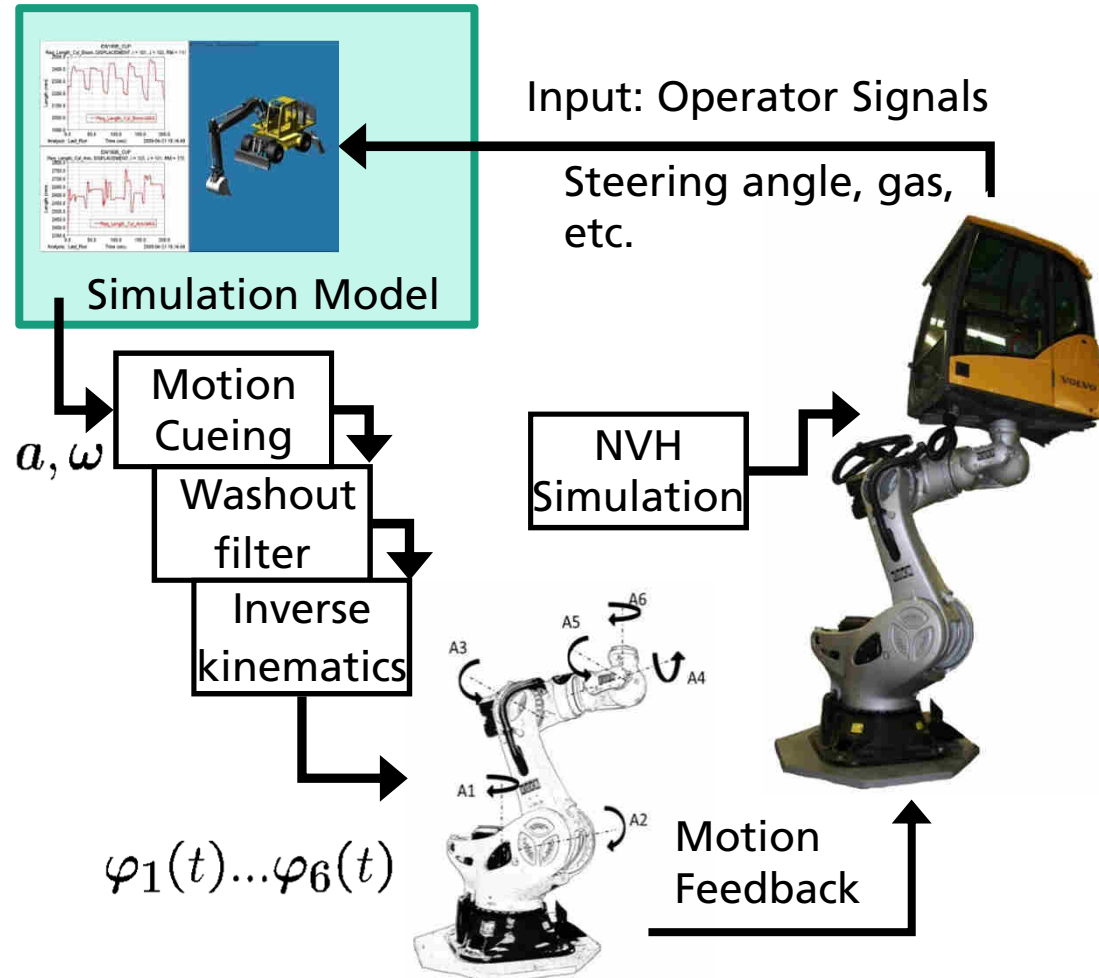 Input: Operator Signals
Steering angle, gas,
etc.
Simulation Model
a, ω
Motion
Cueing
Washout
filter
Inverse
kinematics
NVH
Simulation
VOLVO
A6
A5
A3
A4
A1
A2
φ₁(t)...φ₆(t)
Motion
Feedback